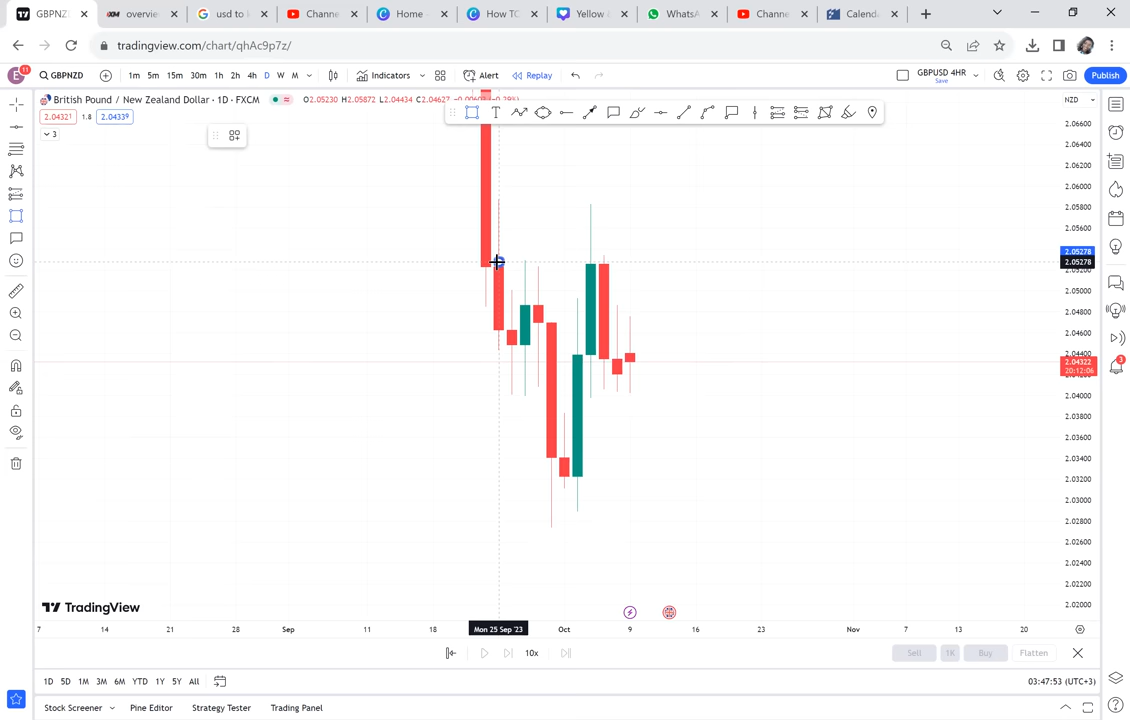 GBPNZD
overview
usd to k
Channe
Home -
How TO
Yellow &
WhatsA
Channe
Calenda
tradingview.com/chart/qhAc9p7z/
E
11
GBPNZD
1m 5m 15m 30m 1h 2h 4h D W M
Indicators
Alert
Replay
GBPUSD 4HR
Save
Publish
British Pound / New Zealand Dollar · 1D · FXCM
O2.05230 H2.05872 L2.04434 C2.04627
2.04321 1.8 2.04339
3
NZD
2.06600
2.06400
2.06200
2.06000
2.05800
2.05600
2.05278
2.05278
2.05000
2.04800
2.04600
2.04400
2.04322
20:12:06
2.04000
2.03800
2.03600
2.03400
2.03200
2.03000
2.02800
2.02600
2.02400
2.02200
2.02000
3
TradingView
7 14 21 28 Sep 11 18 Mon 25 Sep '23 Oct 9 16 23 Nov 7 13 20
10x
Sell 1K Buy Flatten
1D 5D 1M 3M 6M YTD 1Y 5Y All
03:47:53 (UTC+3)
Stock Screener Pine Editor Strategy Tester Trading Panel